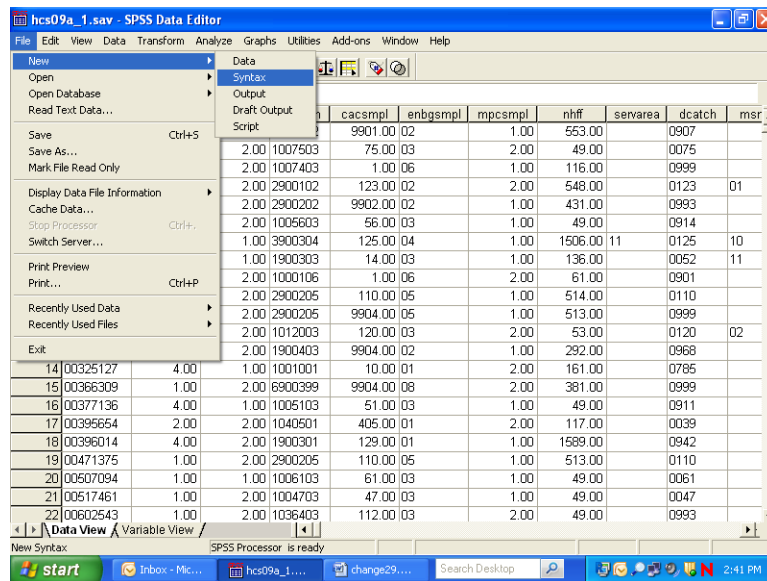 hcs09a_1.sav - SPSS Data Editor
File Edit View Data Transform Analyze Graphs Utilities Add-ons Window Help
New
Open
Open Database
Read Text Data...
Save Ctrl+S
Save As...
Mark File Read Only
Display Data File Information
Cache Data...
Stop Processor Ctrl+.
Switch Server...
Print Preview
Print... Ctrl+P
Recently Used Data
Recently Used Files
Exit
Data
Syntax
Output
Draft Output
Script
cacsmpl enbgsmpl mpcsmpl nhff servarea dcatch msr
9901.00 02 1.00 553.00 0907
2.00 1007503 75.00 03 2.00 49.00 0075
2.00 1007403 1.00 06 1.00 116.00 0999
2.00 2900102 123.00 02 2.00 548.00 0123 01
2.00 2900202 9902.00 02 1.00 431.00 0993
2.00 1005603 56.00 03 1.00 49.00 0914
1.00 3900304 125.00 04 1.00 1506.00 11 0125 10
1.00 1900303 14.00 03 1.00 136.00 0052 11
2.00 1000106 1.00 06 2.00 61.00 0901
2.00 2900205 110.00 05 1.00 514.00 0110
2.00 2900205 9904.00 05 1.00 513.00 0999
2.00 1012003 120.00 03 2.00 53.00 0120 02
2.00 1900403 9904.00 02 1.00 292.00 0968
14 00325127 4.00 1.00 1001001 10.00 01 2.00 161.00 0785
15 00366309 1.00 2.00 6900399 9904.00 08 2.00 381.00 0999
16 00377136 4.00 1.00 1005103 51.00 03 1.00 49.00 0911
17 00395654 2.00 2.00 1040501 405.00 01 2.00 117.00 0039
18 00396014 4.00 2.00 1900301 129.00 01 1.00 1589.00 0942
19 00471375 1.00 2.00 2900205 110.00 05 1.00 513.00 0110
20 00507094 1.00 1.00 1006103 61.00 03 1.00 49.00 0061
21 00517461 1.00 2.00 1004703 47.00 03 1.00 49.00 0047
22 00602543 1.00 2.00 1036403 112.00 03 2.00 49.00 0993
Data View Variable View
New Syntax SPSS Processor is ready
start Inbox - Mic... hcs09a_1.... change29.... Search Desktop 2:41 PM